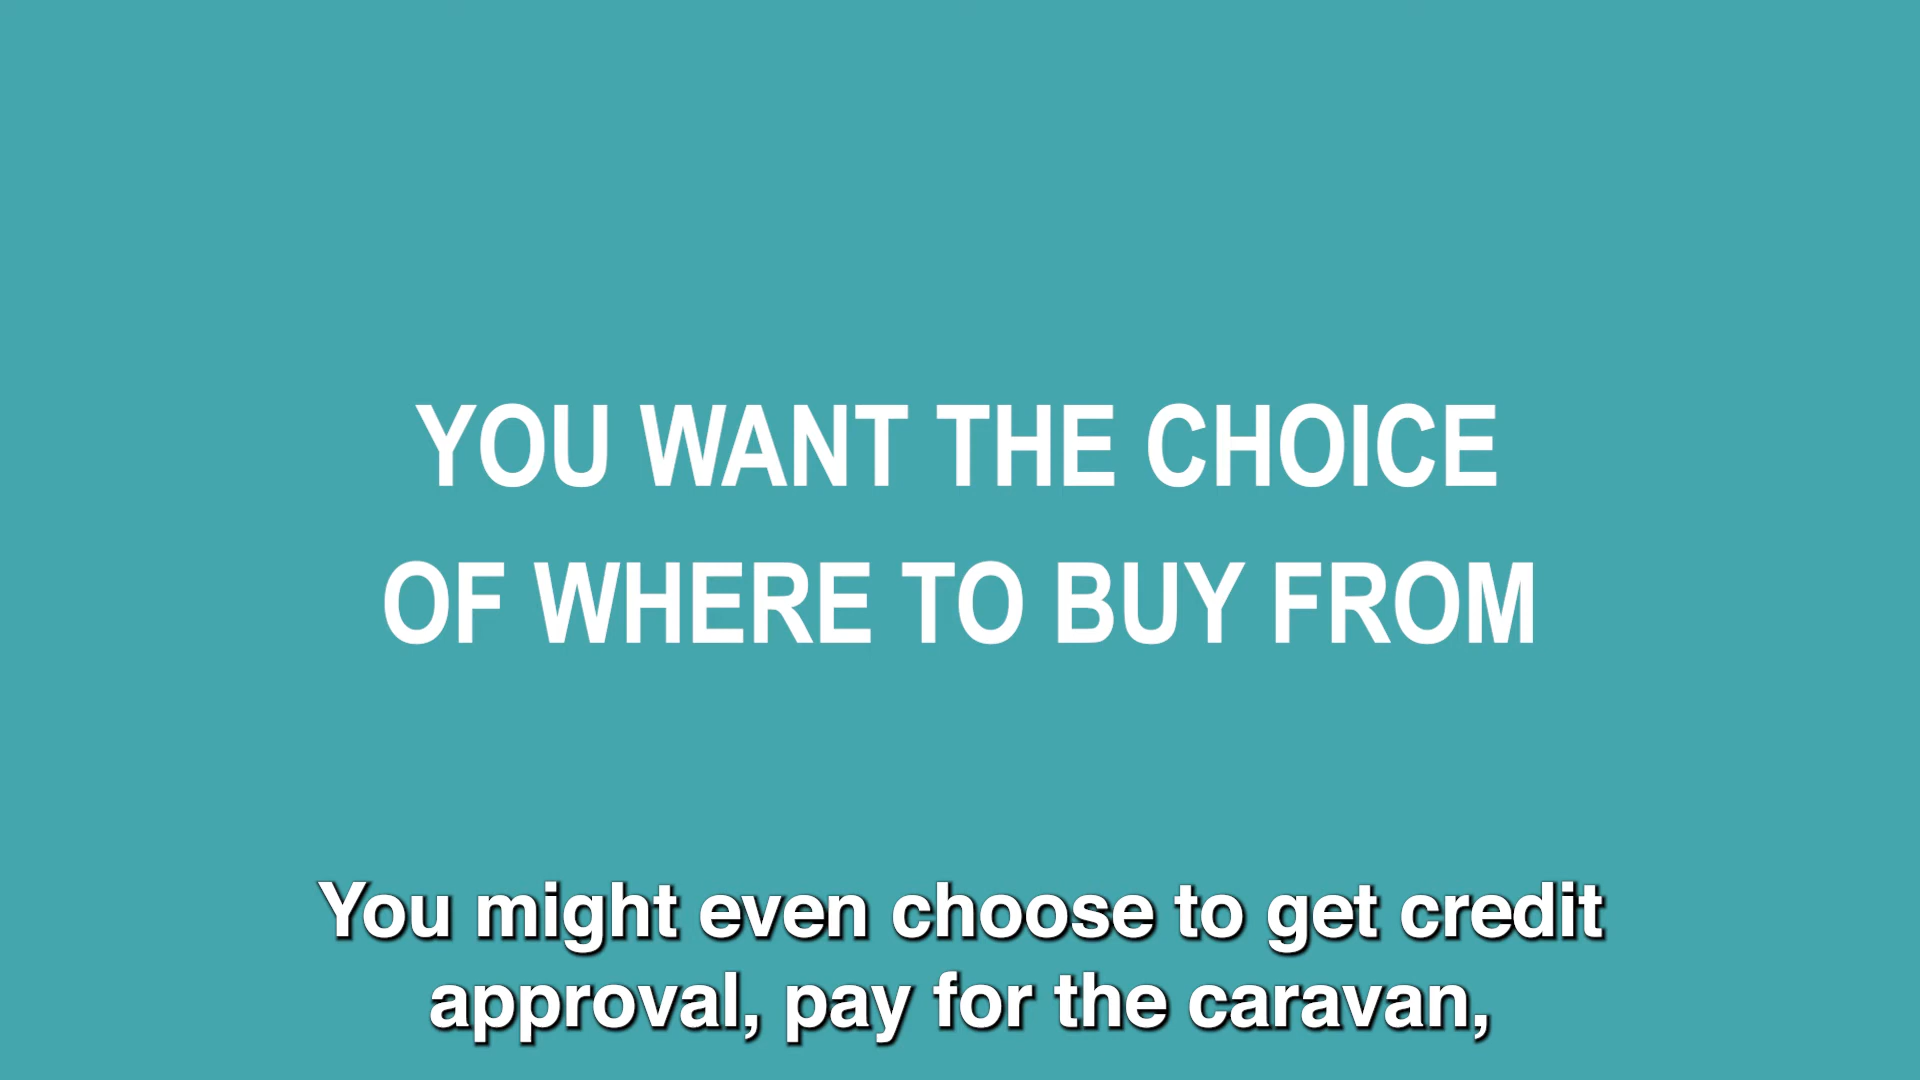 YOU WANT THE CHOICE
OF WHERE TO BUY FROM
You might even choose to get credit
approval, pay for the caravan,